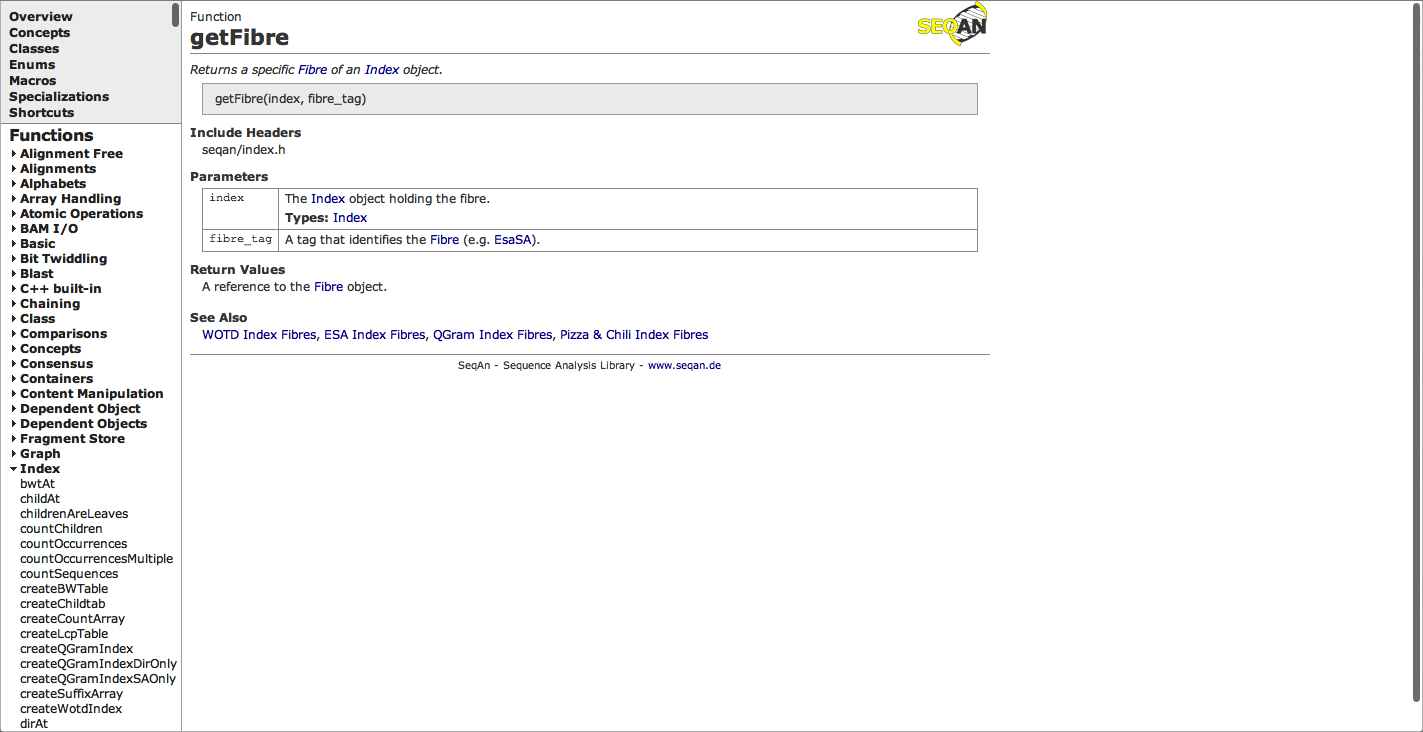 Overview
Concepts
Classes
Enums
Macros
Specializations
Shortcuts
Functions
Alignment Free
Alignments
Alphabets
Array Handling
Atomic Operations
BAM I/O
Basic
Bit Twiddling
Blast
C++ built-in
Chaining
Class
Comparisons
Concepts
Consensus
Containers
Content Manipulation
Dependent Object
Dependent Objects
Fragment Store
Graph
Index
bwtAt
childAt
childrenAreLeaves
countChildren
countOccurrences
countOccurrencesMultiple
countSequences
createBWTable
createChildtab
createCountArray
createLcpTable
createQGramIndex
createQGramIndexDirOnly
createQGramIndexSAOnly
createSuffixArray
createWotdIndex
dirAt
Function
getFibre
SEQAN
Returns a specific Fibre of an Index object.
getFibre(index, fibre_tag)
Include Headers
seqan/index.h
Parameters
index The Index object holding the fibre.
Types: Index
fibre_tag A tag that identifies the Fibre (e.g. EsaSA).
Return Values
A reference to the Fibre object.
See Also
WOTD Index Fibres, ESA Index Fibres, QGram Index Fibres, Pizza & Chili Index Fibres
SeqAn - Sequence Analysis Library - www.seqan.de